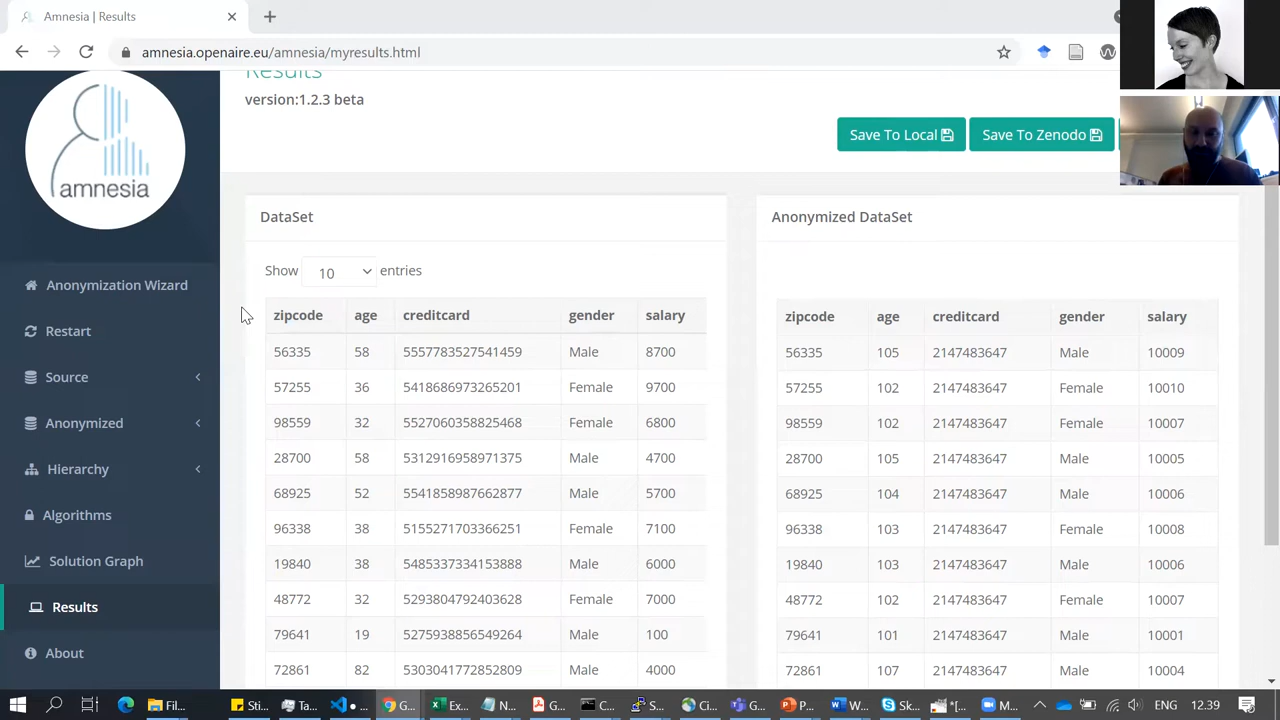 Amnesia | Results
amnesia.openaire.eu/amnesia/myresults.html
amnesia
Results
version:1.2.3 beta
Save To Local
Save To Zenodo
Anonymization Wizard
Restart
Source
Anonymized
Hierarchy
Algorithms
Solution Graph
Results
About
DataSet
Show 10 entries
zipcode age creditcard gender salary
56335 58 5557783527541459 Male 8700
57255 36 5418686973265201 Female 9700
98559 32 5527060358825468 Female 6800
28700 58 5312916958971375 Male 4700
68925 52 5541858987662877 Male 5700
96338 38 5155271703366251 Female 7100
19840 38 5485337334153888 Male 6000
48772 32 5293804792403628 Female 7000
79641 19 5275938856549264 Male 100
72861 82 5303041772852809 Male 4000
Anonymized DataSet
zipcode age creditcard gender salary
56335 105 2147483647 Male 10009
57255 102 2147483647 Female 10010
98559 102 2147483647 Female 10007
28700 105 2147483647 Male 10005
68925 104 2147483647 Male 10006
96338 103 2147483647 Female 10008
19840 103 2147483647 Male 10006
48772 102 2147483647 Female 10007
79641 101 2147483647 Male 10001
72861 107 2147483647 Male 10004
Fil... Sti... Ta... G... Ex... N... G... C... S... Ci... G... P... W... Sk... *[... M... 12.39